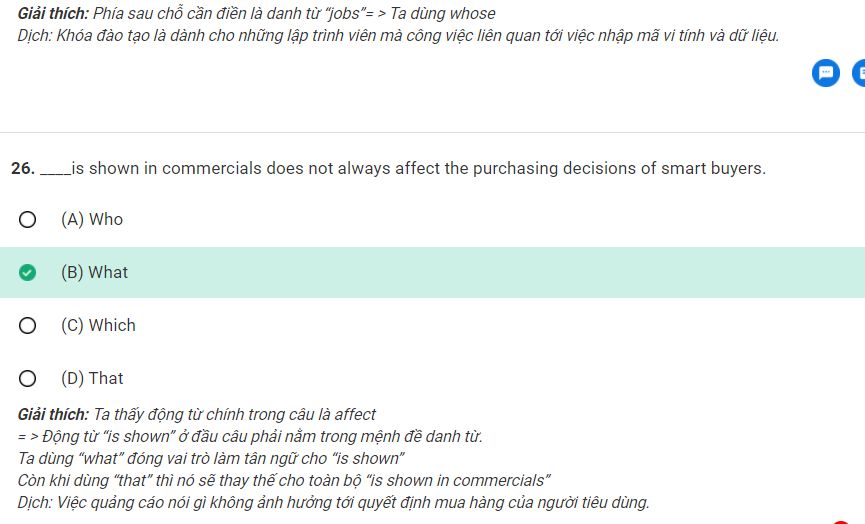 Giải thích: Phía sau chỗ cần điền là danh từ “jobs”= > Ta dùng whose
Dịch: Khóa đào tạo là dành cho những lập trình viên mà công việc liên quan tới việc nhập mã vi tính và dữ liệu.
26. ____is shown in commercials does not always affect the purchasing decisions of smart buyers.
(A) Who
(B) What
(C) Which
(D) That
Giải thích: Ta thấy động từ chính trong câu là affect
= > Động từ “is shown” ở đầu câu phải nằm trong mệnh đề danh từ.
Ta dùng “what” đóng vai trò làm tân ngữ cho “is shown”
Còn khi dùng “that” thì nó sẽ thay thế cho toàn bộ “is shown in commercials”
Dịch: Việc quảng cáo nói gì không ảnh hưởng tới quyết định mua hàng của người tiêu dùng.